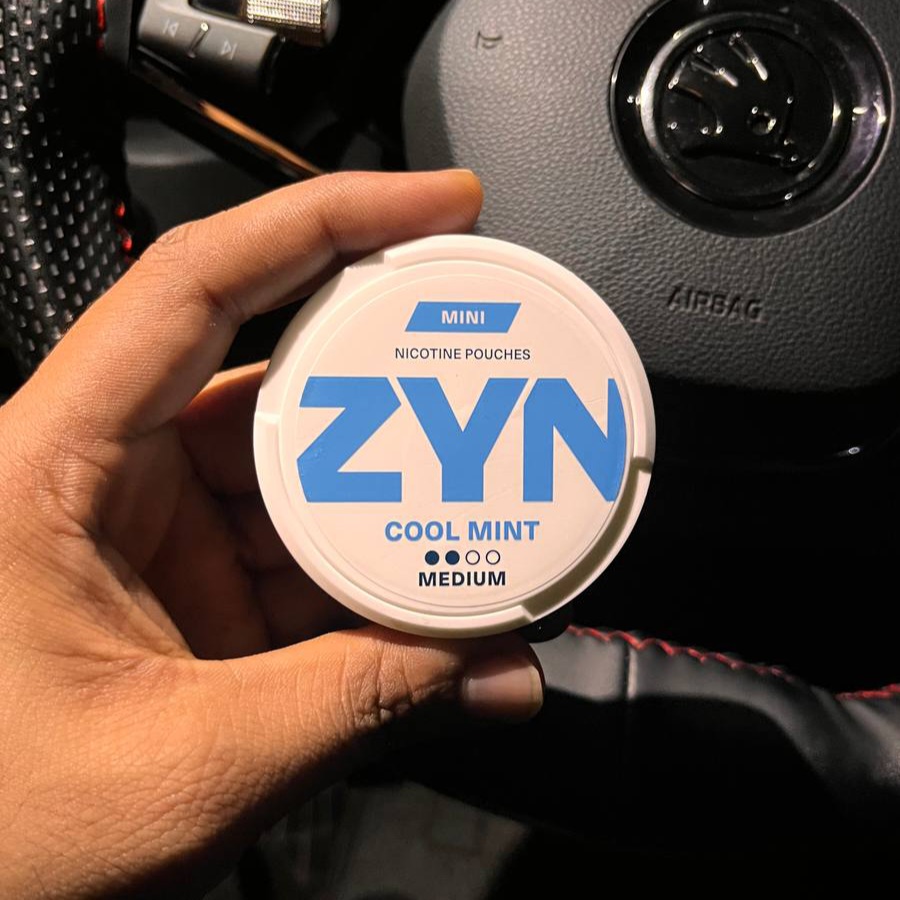 MINI
NICOTINE POUCHES
ZYN
COOL MINT
MEDIUM
AIRBAG